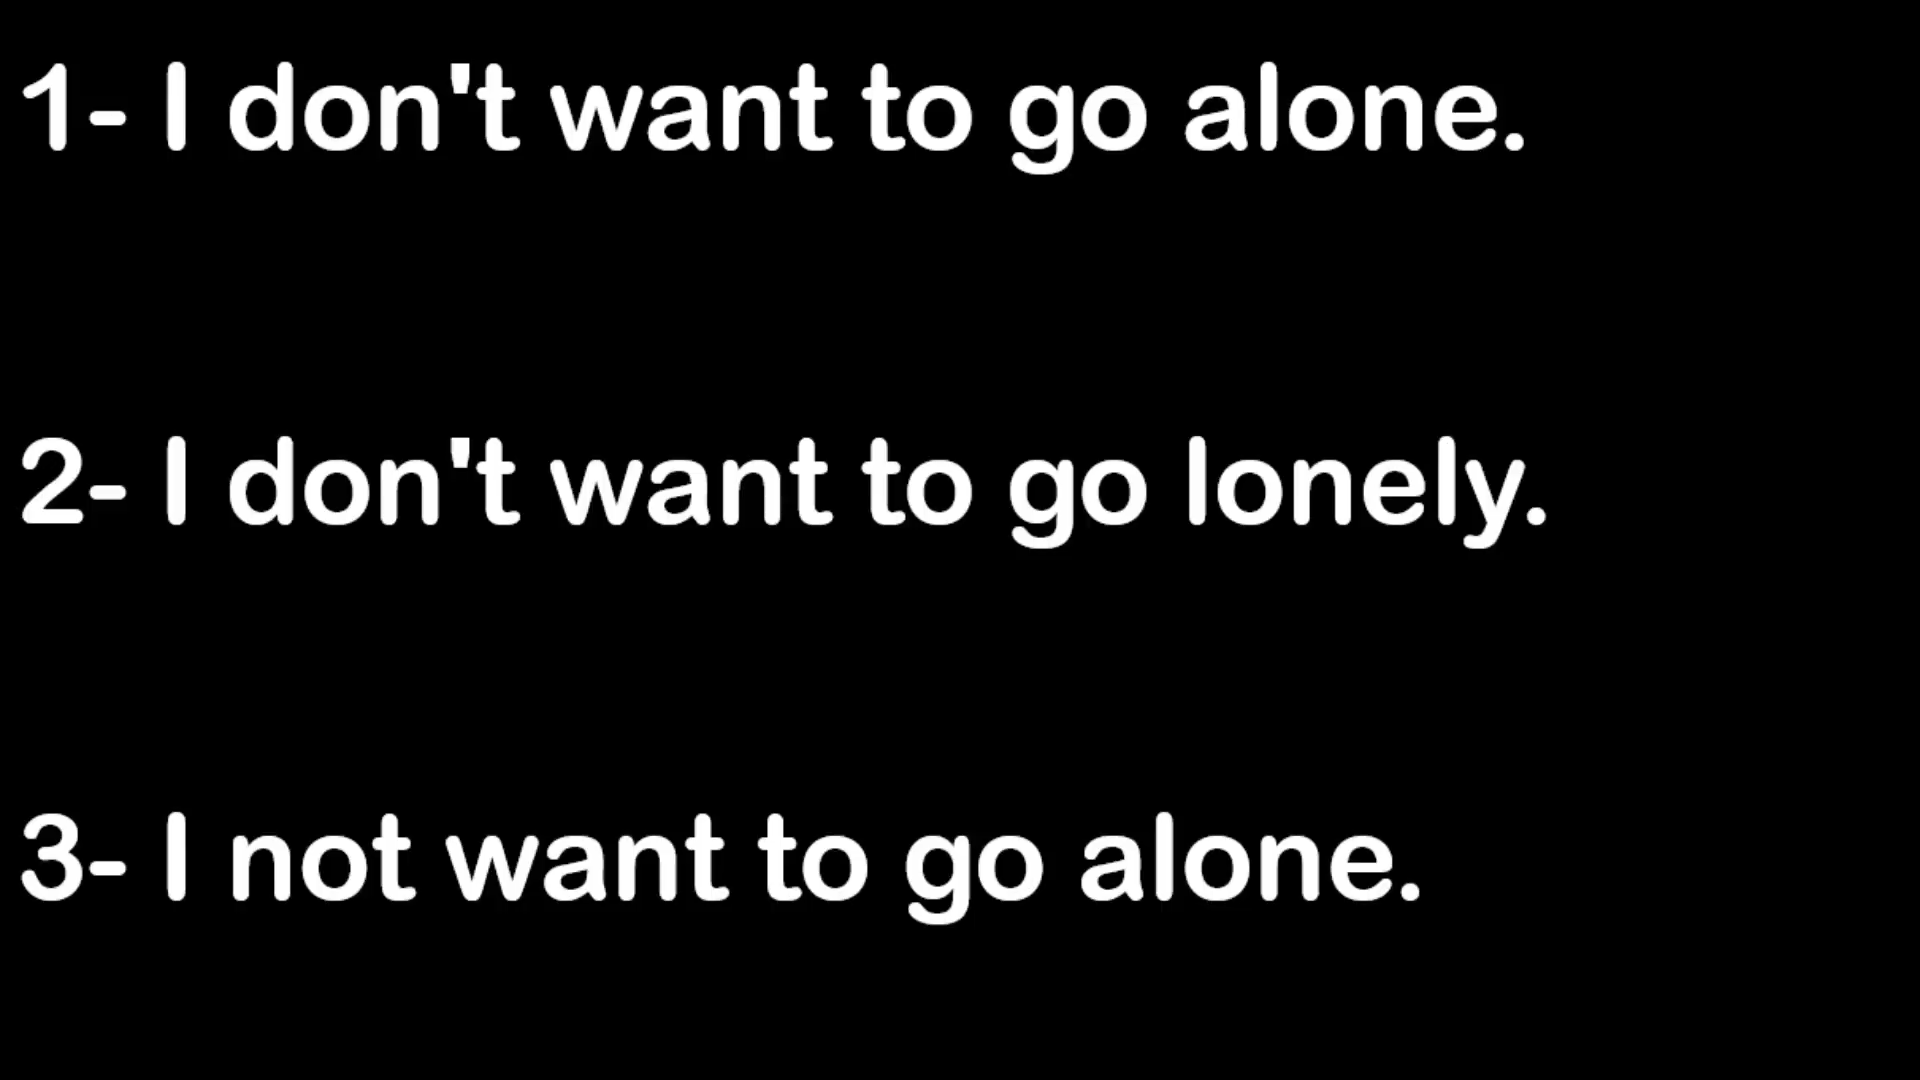 1- I don't want to go alone.
2- I don't want to go lonely.
3- I not want to go alone.